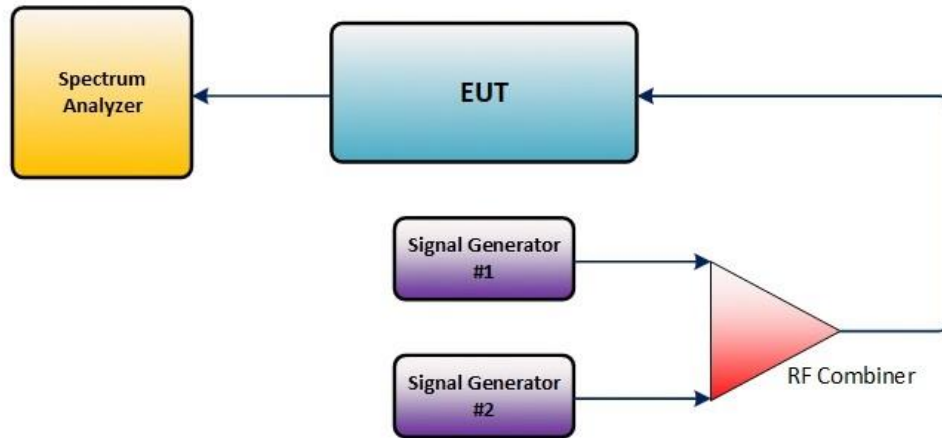 Spectrum
Analyzer
EUT
Signal Generator
#1
Signal Generator
#2
RF Combiner